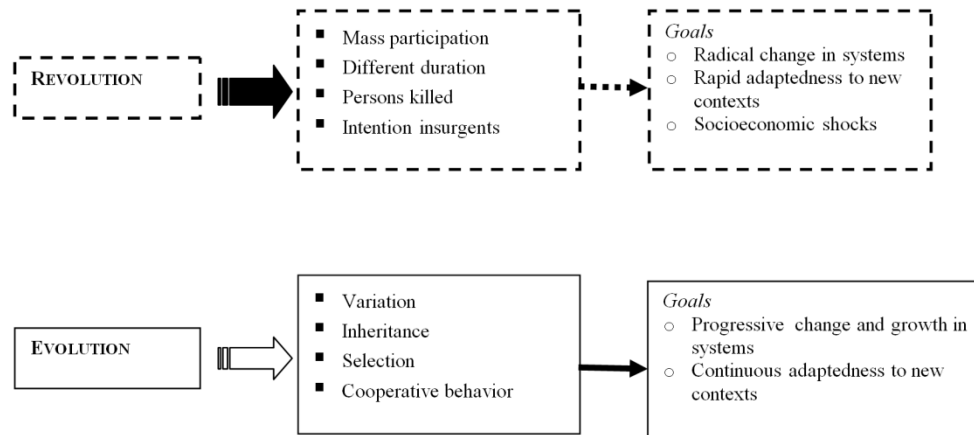 REVOLUTION
▪ Mass participation
▪ Different duration
▪ Persons killed
▪ Intention insurgents
Goals
○ Radical change in systems
○ Rapid adaptedness to new
contexts
○ Socioeconomic shocks
EVOLUTION
▪ Variation
▪ Inheritance
▪ Selection
▪ Cooperative behavior
Goals
○ Progressive change and growth in
systems
○ Continuous adaptedness to new
contexts